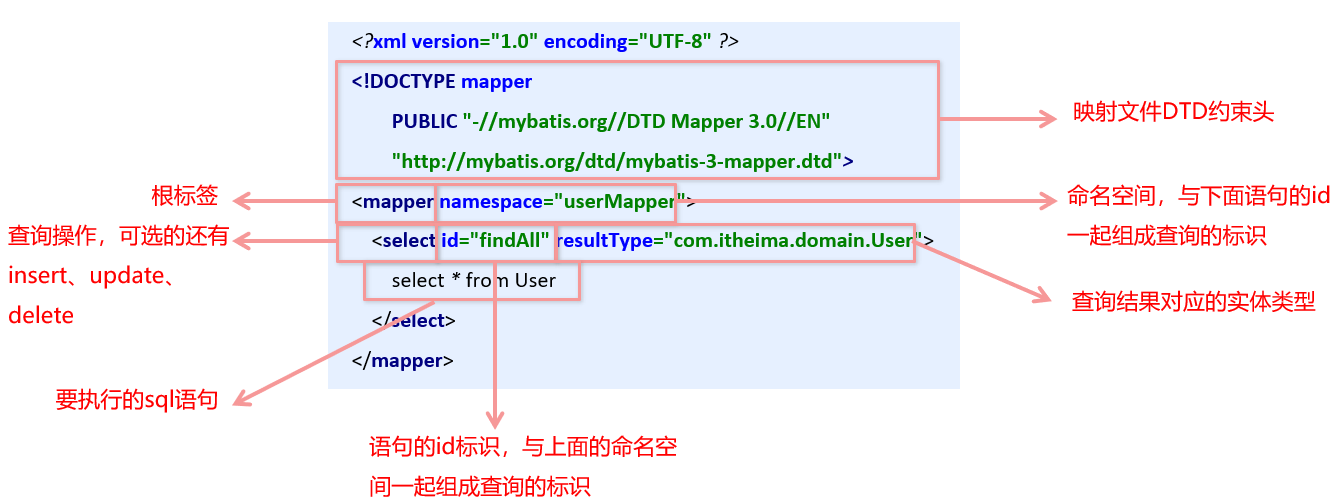 <?xml version="1.0" encoding="UTF-8" ?>
<!DOCTYPE mapper
PUBLIC "-//mybatis.org//DTD Mapper 3.0//EN"
"http://mybatis.org/dtd/mybatis-3-mapper.dtd">
<mapper namespace="userMapper">
<select id="findAll" resultType="com.itheima.domain.User">
select * from User
</select>
</mapper>
映射文件DTD约束头
根标签
命名空间，与下面语句的id
一起组成查询的标识
查询操作，可选的还有
insert、update、
delete
查询结果对应的实体类型
要执行的sql语句
语句的id标识，与上面的命名空
间一起组成查询的标识